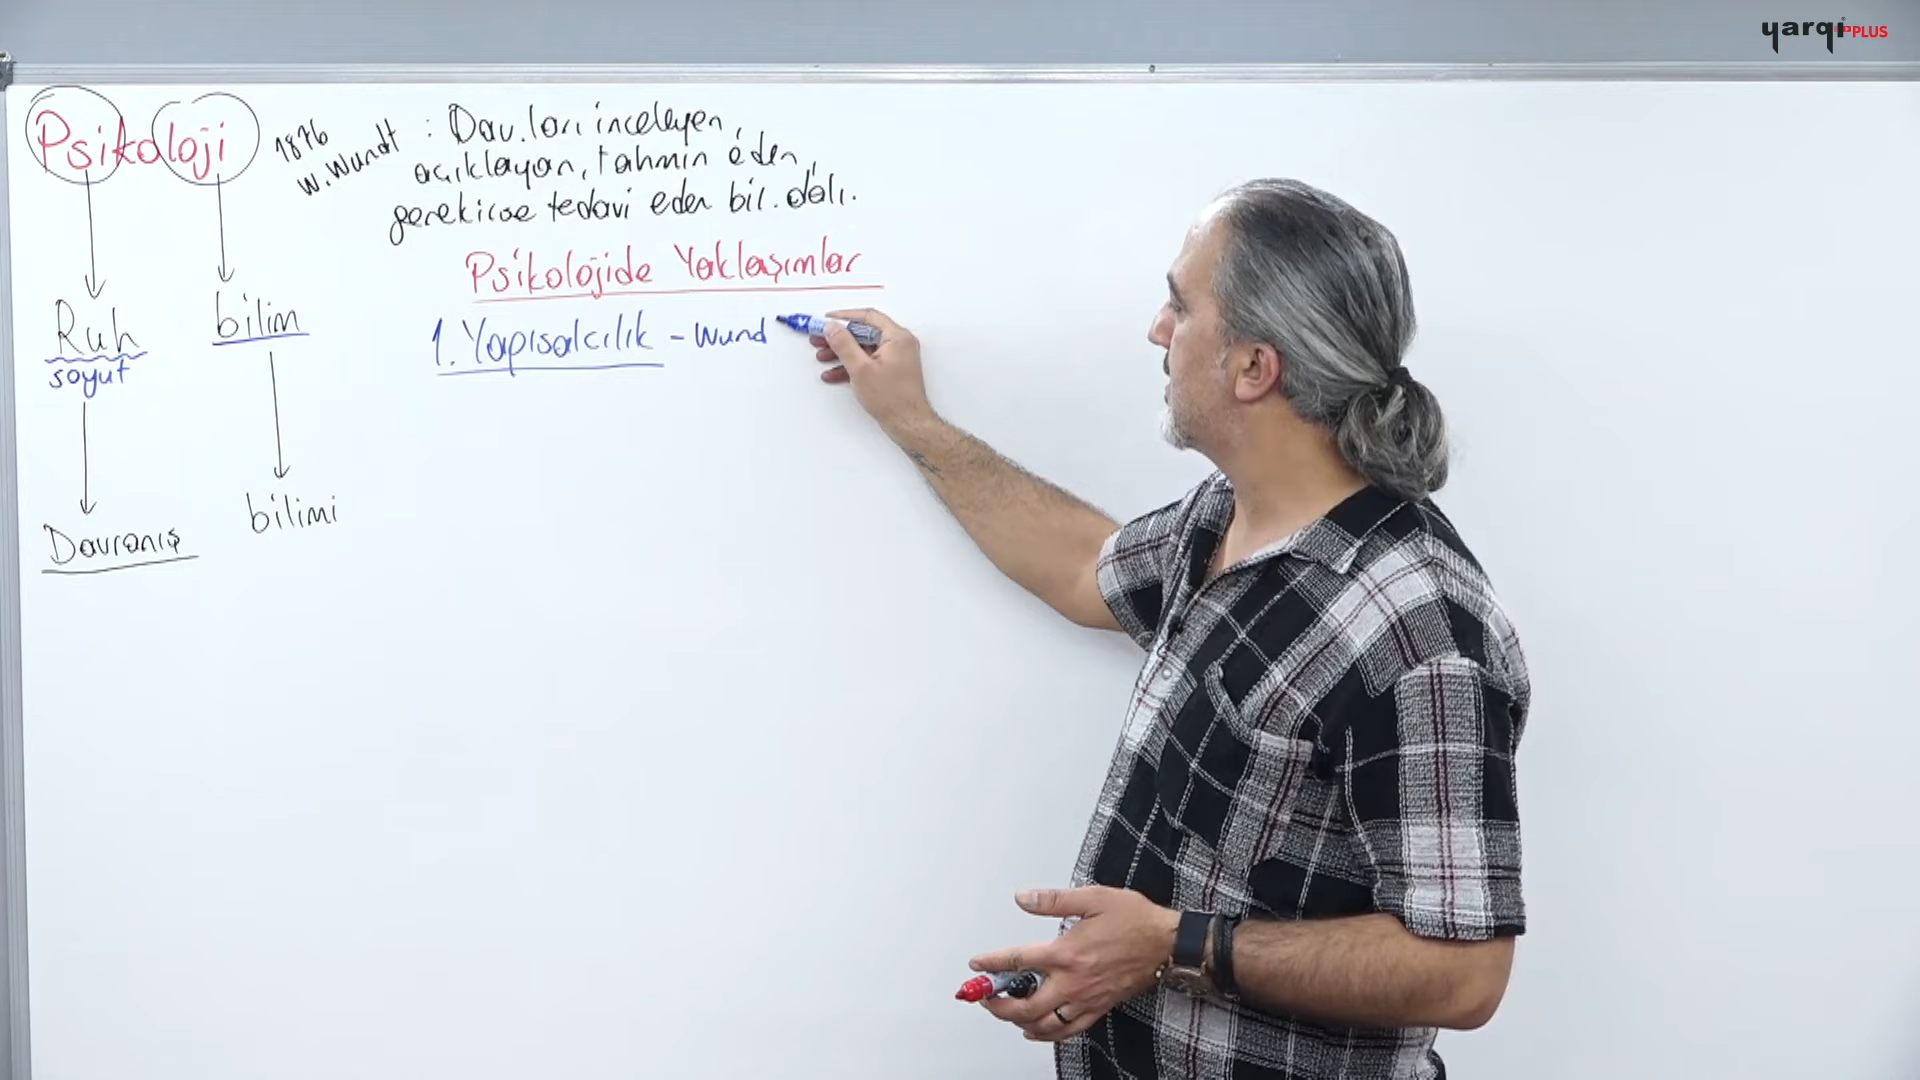 yarqi PLUS
Psikoloji
1876
W. Wundt
: Dav.ları inceleyen,
açıklayan, tahmin eden,
gerekirse tedavi eden bil. dalı.
Psikolojide Yaklaşımlar
1. Yapısalcılık - Wund
Ruh
soyut
bilim
Davranış
bilimi